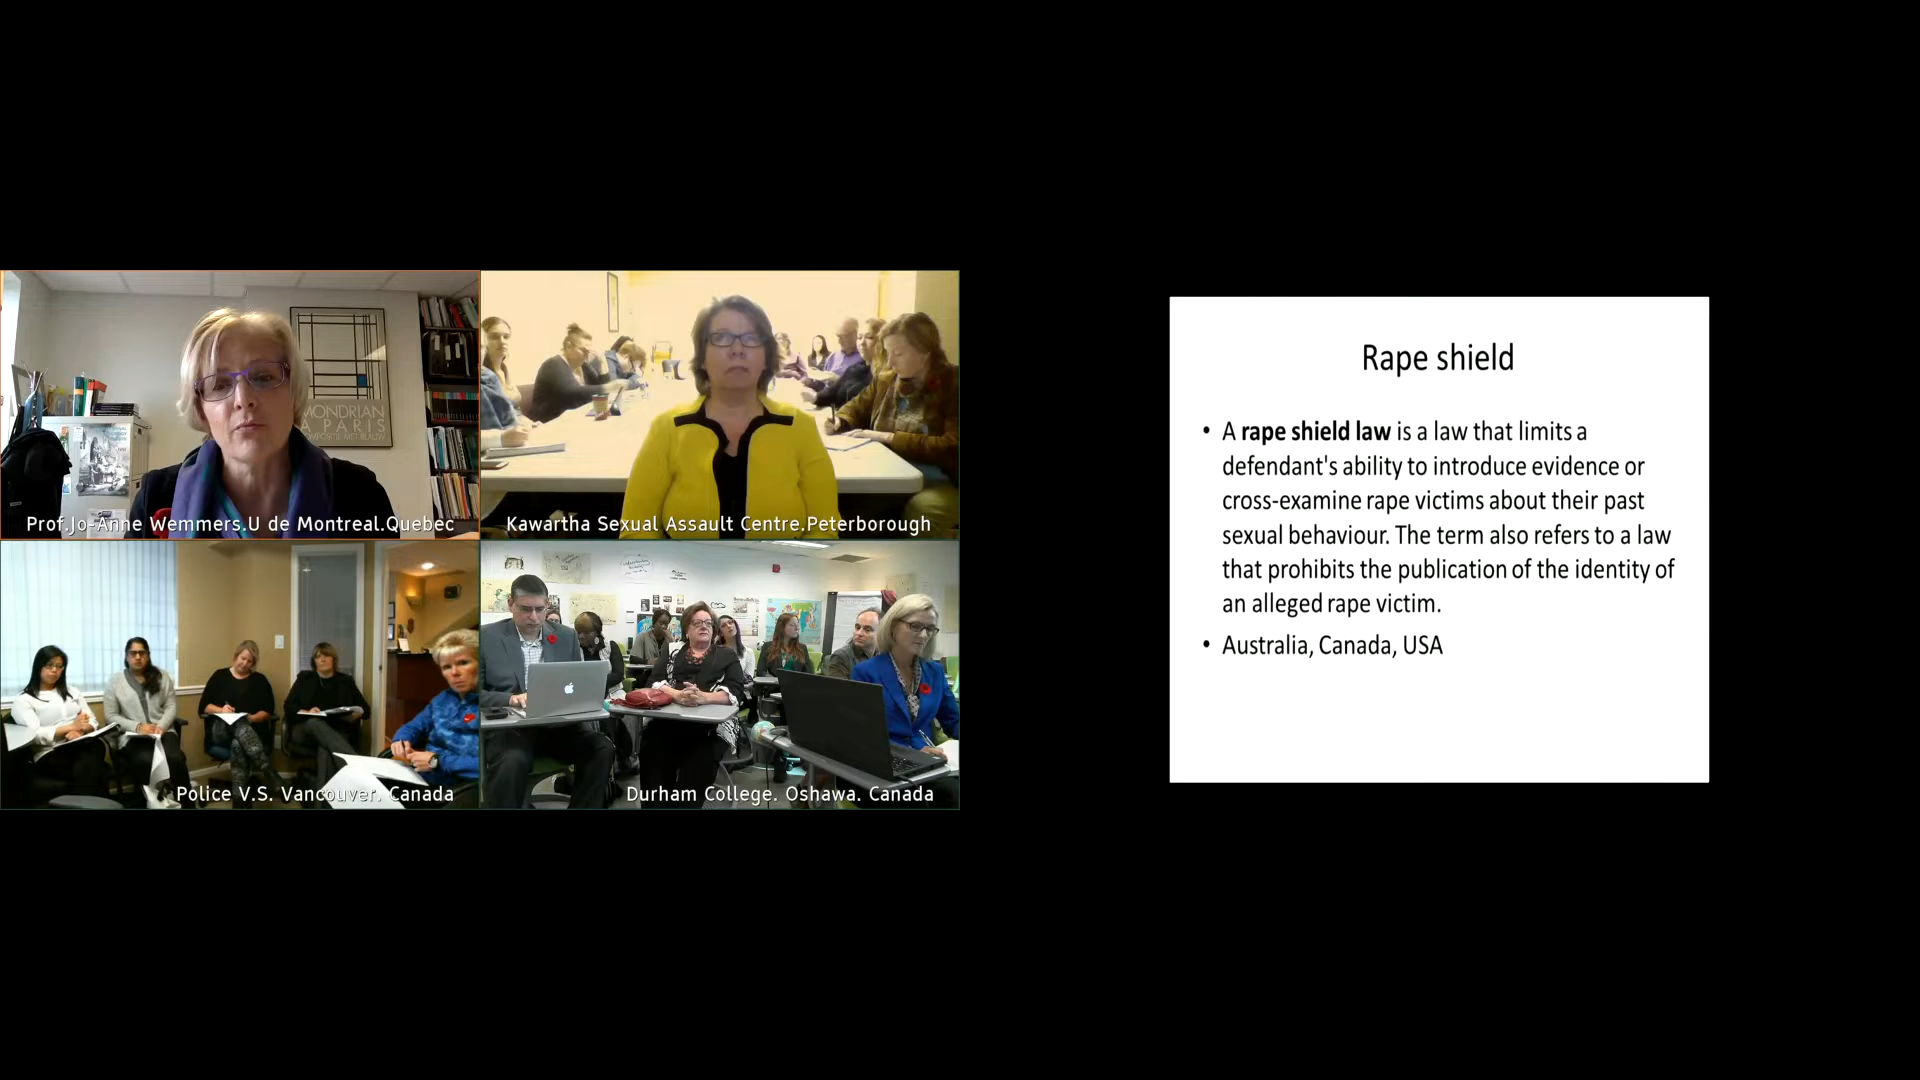 MONDRIAN
A PARIS
Prof.Jo-Anne Wemmers.U de Montreal.Quebec
Kawartha Sexual Assault Centre.Peterborough
Police V.S. Vancouver. Canada
Durham College. Oshawa. Canada
Rape shield
• A rape shield law is a law that limits a
defendant's ability to introduce evidence or
cross-examine rape victims about their past
sexual behaviour. The term also refers to a law
that prohibits the publication of the identity of
an alleged rape victim.
• Australia, Canada, USA